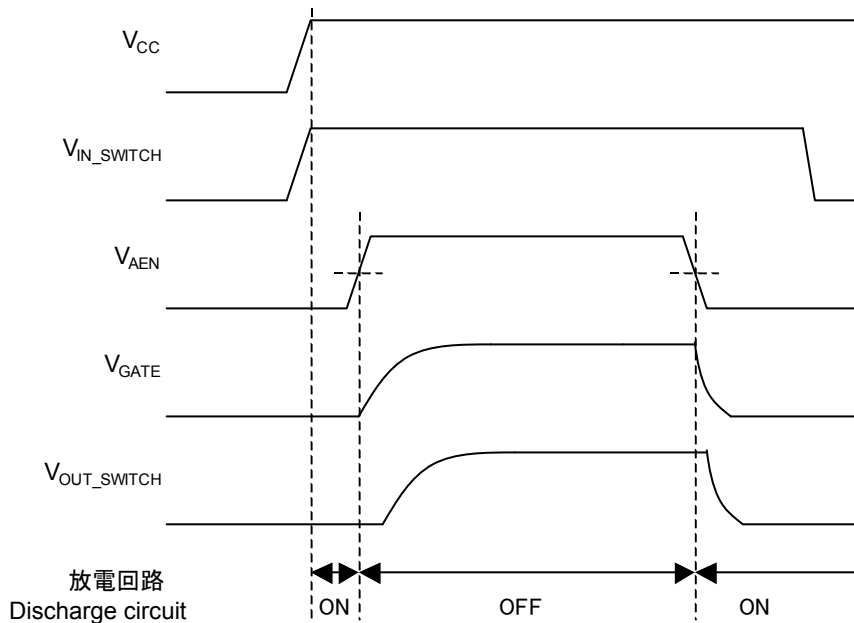 VCC
VIN_SWITCH
VAEN
VGATE
VOUT_SWITCH
放電回路
Discharge circuit
ON
OFF
ON